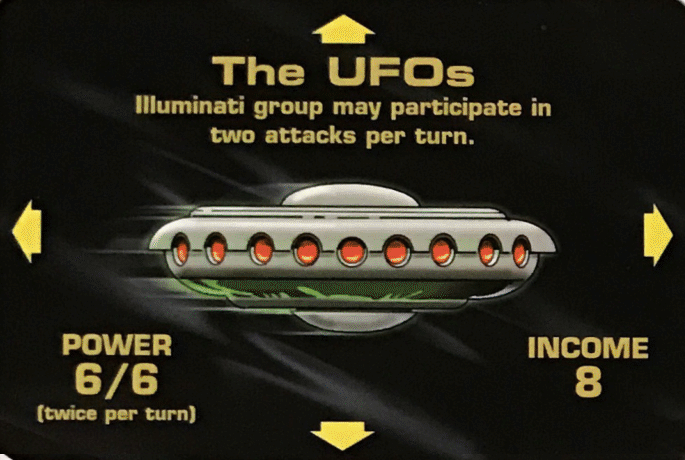 The UFOs
Illuminati group may participate in
two attacks per turn.
POWER
6/6
(twice per turn)
INCOME
8